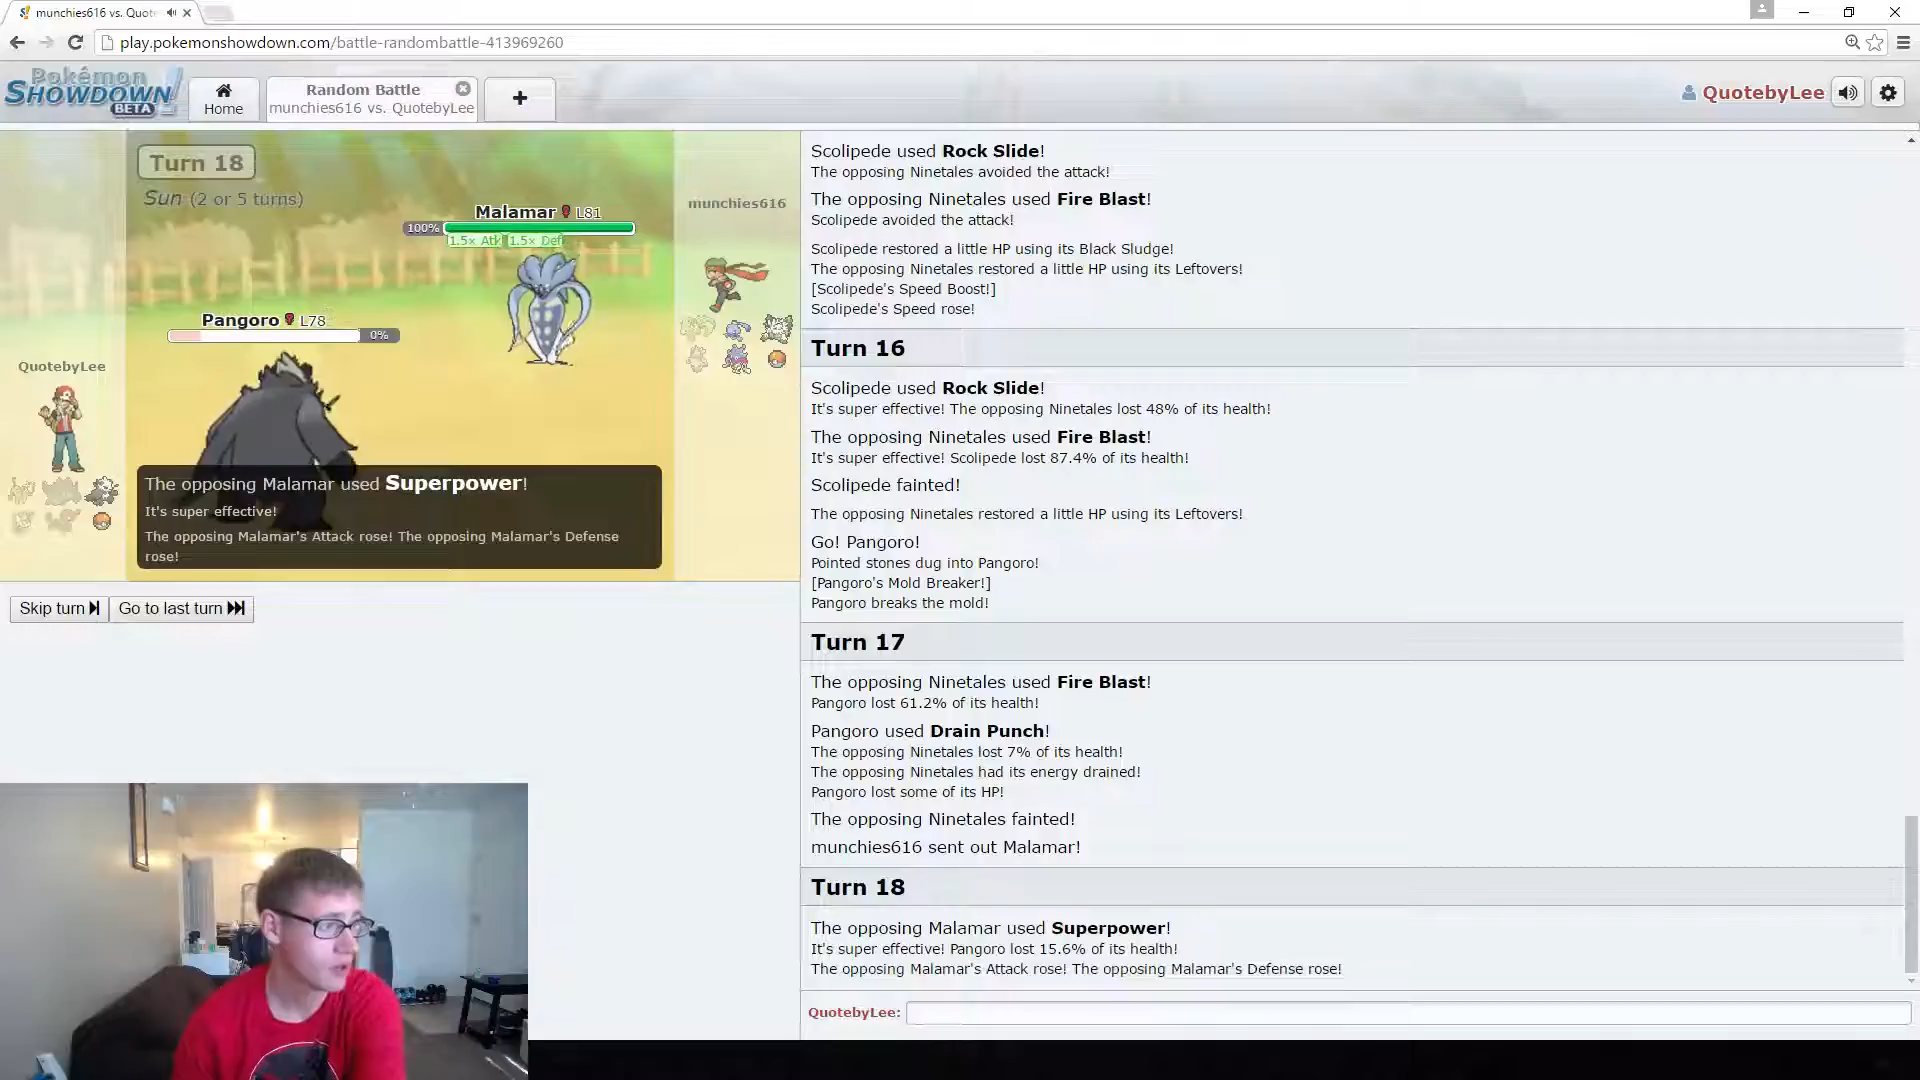 munchies616 vs. Quot
play.pokemonshowdown.com/battle-randombattle-413969260
Pokémon
SHOWDOWN
BETA
Home
Random Battle
munchies616 vs. QuotebyLee
QuotebyLee
Turn 18
Sun (2 or 5 turns)
Malamar L81
100%
1.5× Atk 1.5× Def
munchies616
Pangoro L78
0%
QuotebyLee
The opposing Malamar used Superpower!
It's super effective!
The opposing Malamar's Attack rose! The opposing Malamar's Defense
rose!
Skip turn
Go to last turn
Scolipede used Rock Slide!
The opposing Ninetales avoided the attack!
The opposing Ninetales used Fire Blast!
Scolipede avoided the attack!
Scolipede restored a little HP using its Black Sludge!
The opposing Ninetales restored a little HP using its Leftovers!
[Scolipede's Speed Boost!]
Scolipede's Speed rose!
Turn 16
Scolipede used Rock Slide!
It's super effective! The opposing Ninetales lost 48% of its health!
The opposing Ninetales used Fire Blast!
It's super effective! Scolipede lost 87.4% of its health!
Scolipede fainted!
The opposing Ninetales restored a little HP using its Leftovers!
Go! Pangoro!
Pointed stones dug into Pangoro!
[Pangoro's Mold Breaker!]
Pangoro breaks the mold!
Turn 17
The opposing Ninetales used Fire Blast!
Pangoro lost 61.2% of its health!
Pangoro used Drain Punch!
The opposing Ninetales lost 7% of its health!
The opposing Ninetales had its energy drained!
Pangoro lost some of its HP!
The opposing Ninetales fainted!
munchies616 sent out Malamar!
Turn 18
The opposing Malamar used Superpower!
It's super effective! Pangoro lost 15.6% of its health!
The opposing Malamar's Attack rose! The opposing Malamar's Defense rose!
QuotebyLee: